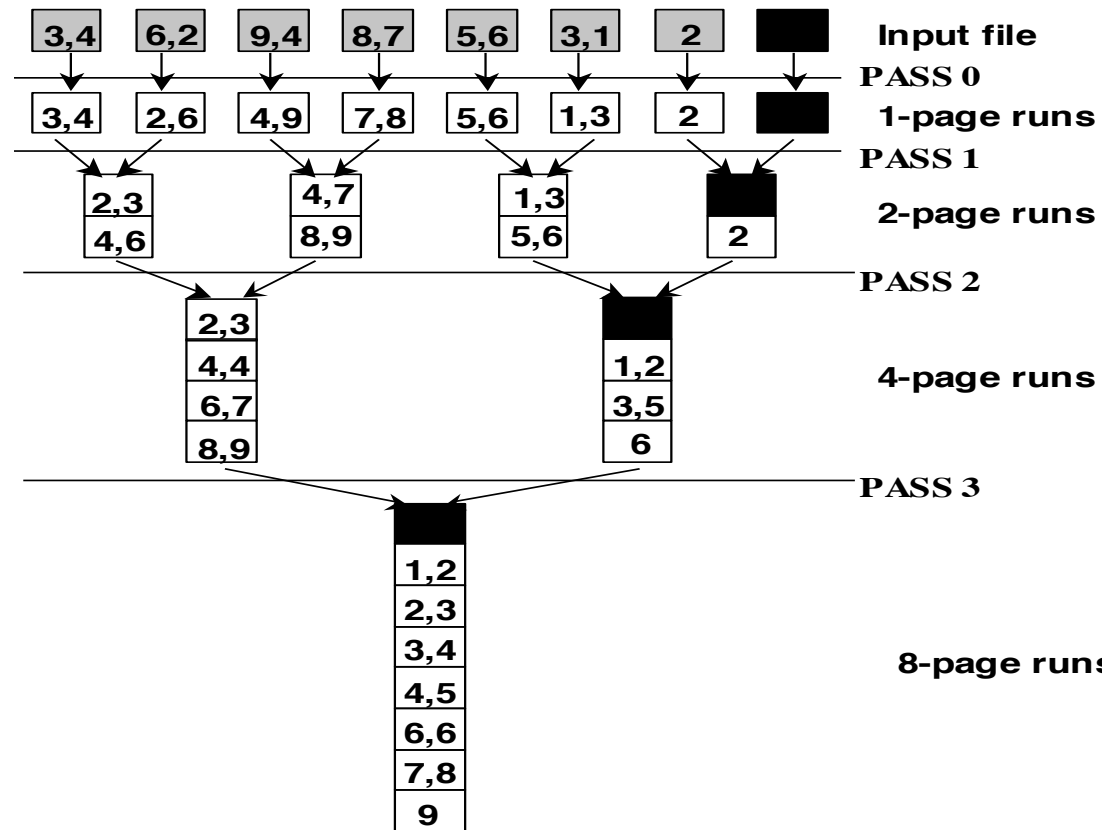 3,4 6,2 9,4 8,7 5,6 3,1 2 Input file
PASS 0
3,4 2,6 4,9 7,8 5,6 1,3 2 1-page runs
PASS 1
2,3 4,7 1,3
2-page runs
4,6 8,9 5,6 2
PASS 2
2,3
4,4 1,2
4-page runs
6,7 3,5
8,9 6
PASS 3
1,2
2,3
3,4
8-page runs
4,5
6,6
7,8
9